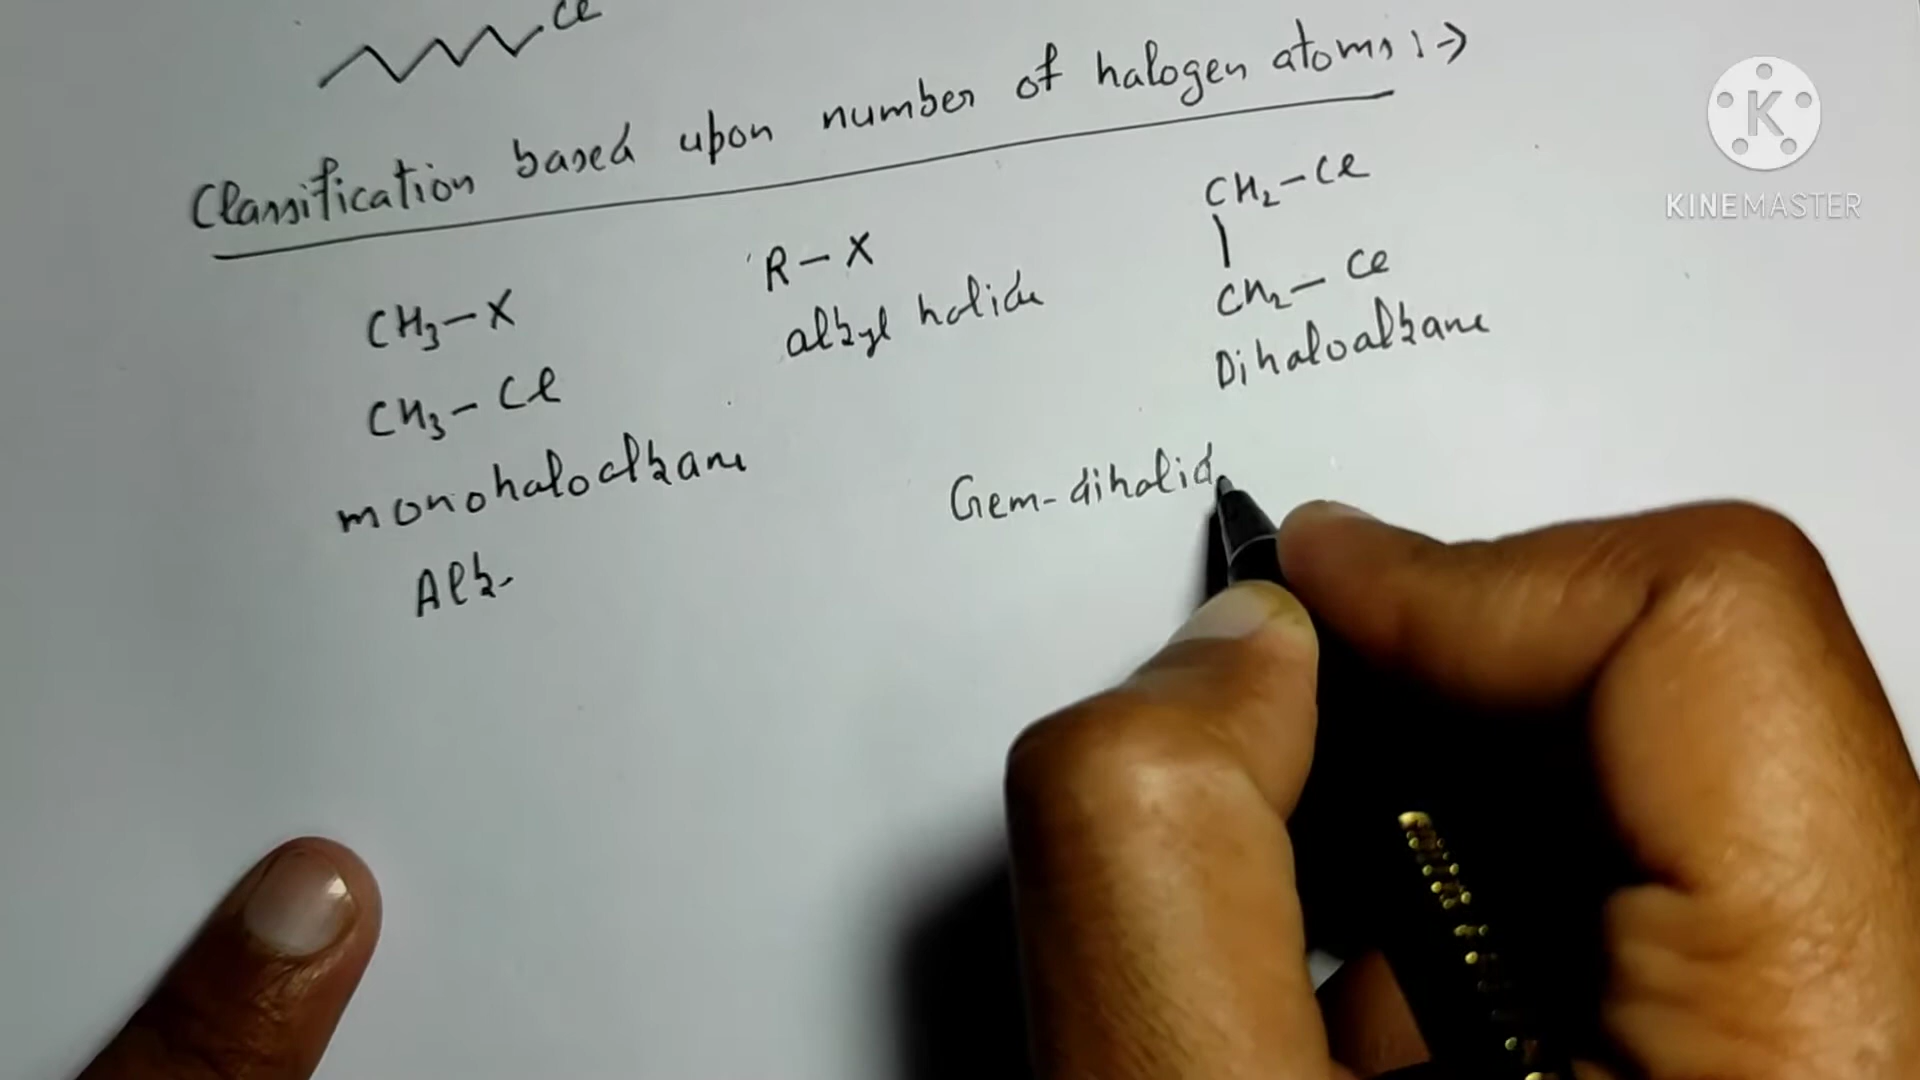 Cl
Classification based upon number of halogen atoms :→
CH3-X
CH3-Cl
monohaloalkane
Alk-
R-X
alkyl halide
CH2-Cl
|
CH2-Cl
Dihaloalkane
Gem-dihalid
KINEMASTER